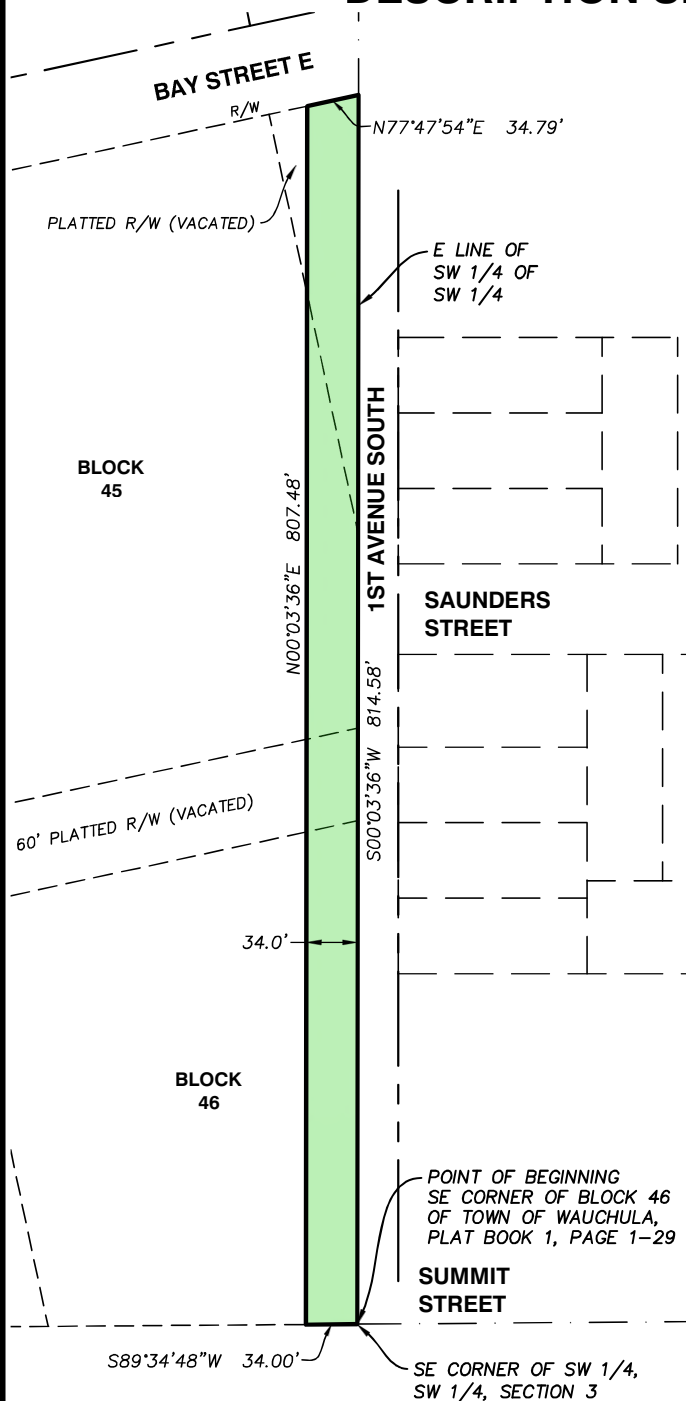 BAY STREET E
R/W
N77°47'54"E 34.79'
PLATTED R/W (VACATED)
E LINE OF
SW 1/4 OF
SW 1/4
BLOCK
45
N00°03'36"E 807.48'
1ST AVENUE SOUTH
SAUNDERS
STREET
S00°03'36"W 814.58'
60' PLATTED R/W (VACATED)
34.0'
BLOCK
46
POINT OF BEGINNING
SE CORNER OF BLOCK 46
OF TOWN OF WAUCHULA,
PLAT BOOK 1, PAGE 1-29
SUMMIT
STREET
S89°34'48"W 34.00'
SE CORNER OF SW 1/4,
SW 1/4, SECTION 3